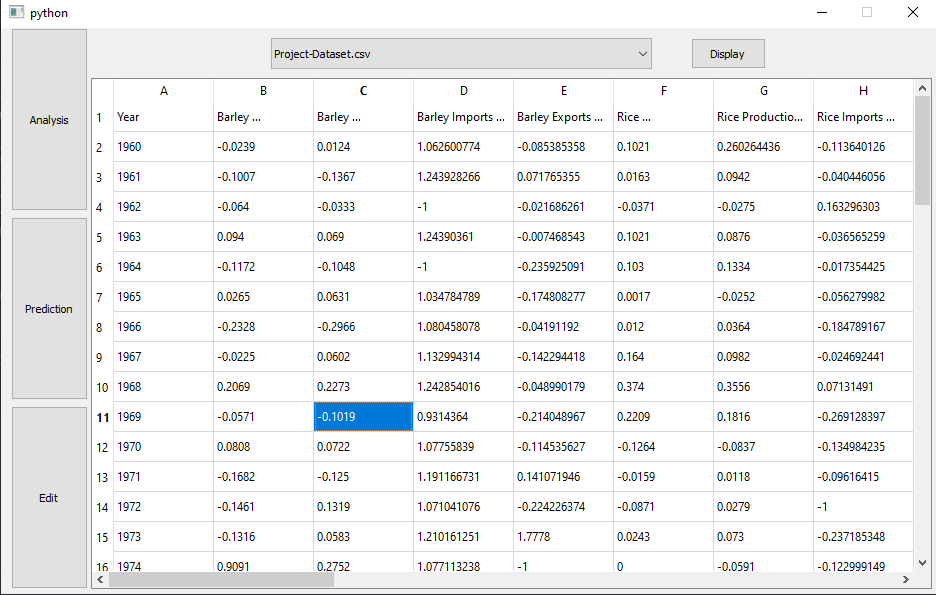 python
Project-Dataset.csv Display
Analysis
Prediction
Edit
A B C D E F G H
1 Year Barley ... Barley ... Barley Imports ... Barley Exports ... Rice ... Rice Productio... Rice Imports ...
2 1960 -0.0239 0.0124 1.062600774 -0.085385358 0.1021 0.260264436 -0.113640126
3 1961 -0.1007 -0.1367 1.243928266 0.071765355 0.0163 0.0942 -0.040446056
4 1962 -0.064 -0.0333 -1 -0.021686261 -0.0371 -0.0275 0.163296303
5 1963 0.094 0.069 1.24390361 -0.007468543 0.1021 0.0876 -0.036565259
6 1964 -0.1172 -0.1048 -1 -0.235925091 0.103 0.1334 -0.017354425
7 1965 0.0265 0.0631 1.034784789 -0.174808277 0.0017 -0.0252 -0.056279982
8 1966 -0.2328 -0.2966 1.080458078 -0.04191192 0.012 0.0364 -0.184789167
9 1967 -0.0225 0.0602 1.132994314 -0.142294418 0.164 0.0982 -0.024692441
10 1968 0.2069 0.2273 1.242854016 -0.048990179 0.374 0.3556 0.07131491
11 1969 -0.0571 -0.1019 0.9314364 -0.214048967 0.2209 0.1816 -0.269128397
12 1970 0.0808 0.0722 1.07755839 -0.114535627 -0.1264 -0.0837 -0.134984235
13 1971 -0.1682 -0.125 1.191166731 0.141071946 -0.0159 0.0118 -0.09616415
14 1972 -0.1461 0.1319 1.071041076 -0.224226374 -0.0871 0.0279 -1
15 1973 -0.1316 0.0583 1.210161251 1.7778 0.0243 0.073 -0.237185348
16 1974 0.9091 0.2752 1.077113238 -1 0 -0.0591 -0.122999149